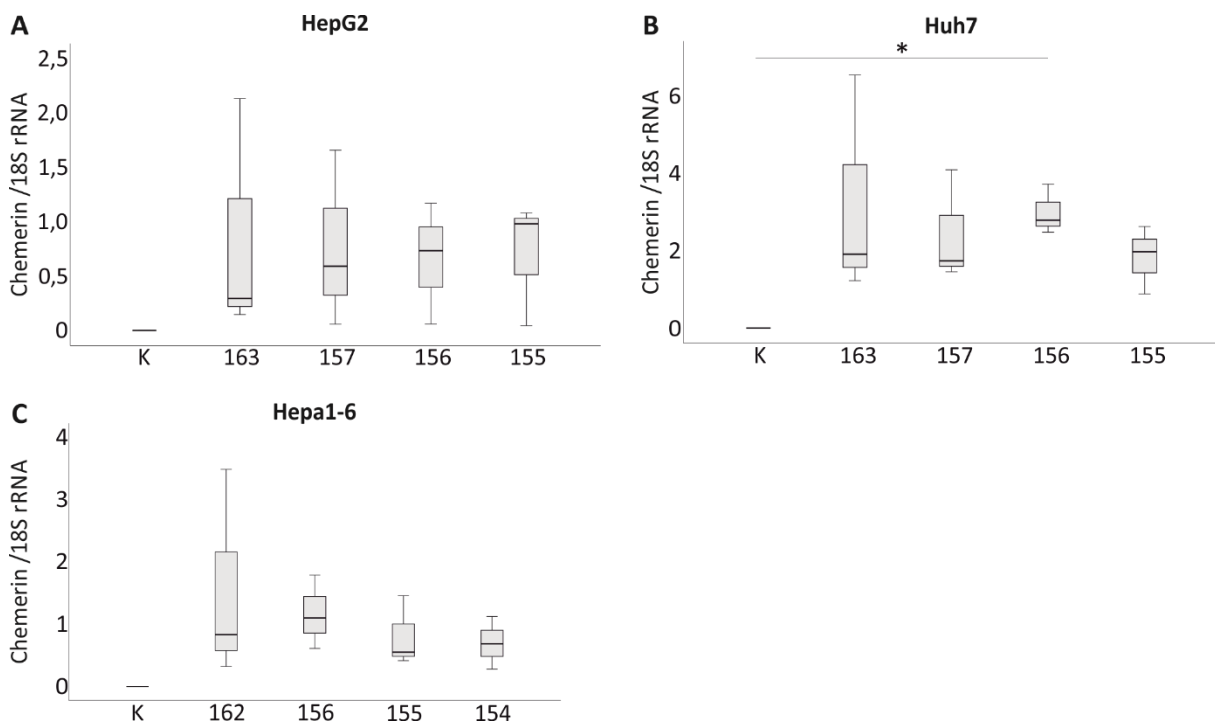 A
HepG2
Chemerin /18S rRNA
2,5
2,0
1,5
1,0
0,5
0
K 163 157 156 155
B
Huh7
*
Chemerin /18S rRNA
6
4
2
0
K 163 157 156 155
C
Hepa1-6
Chemerin /18S rRNA
4
3
2
1
0
K 162 156 155 154